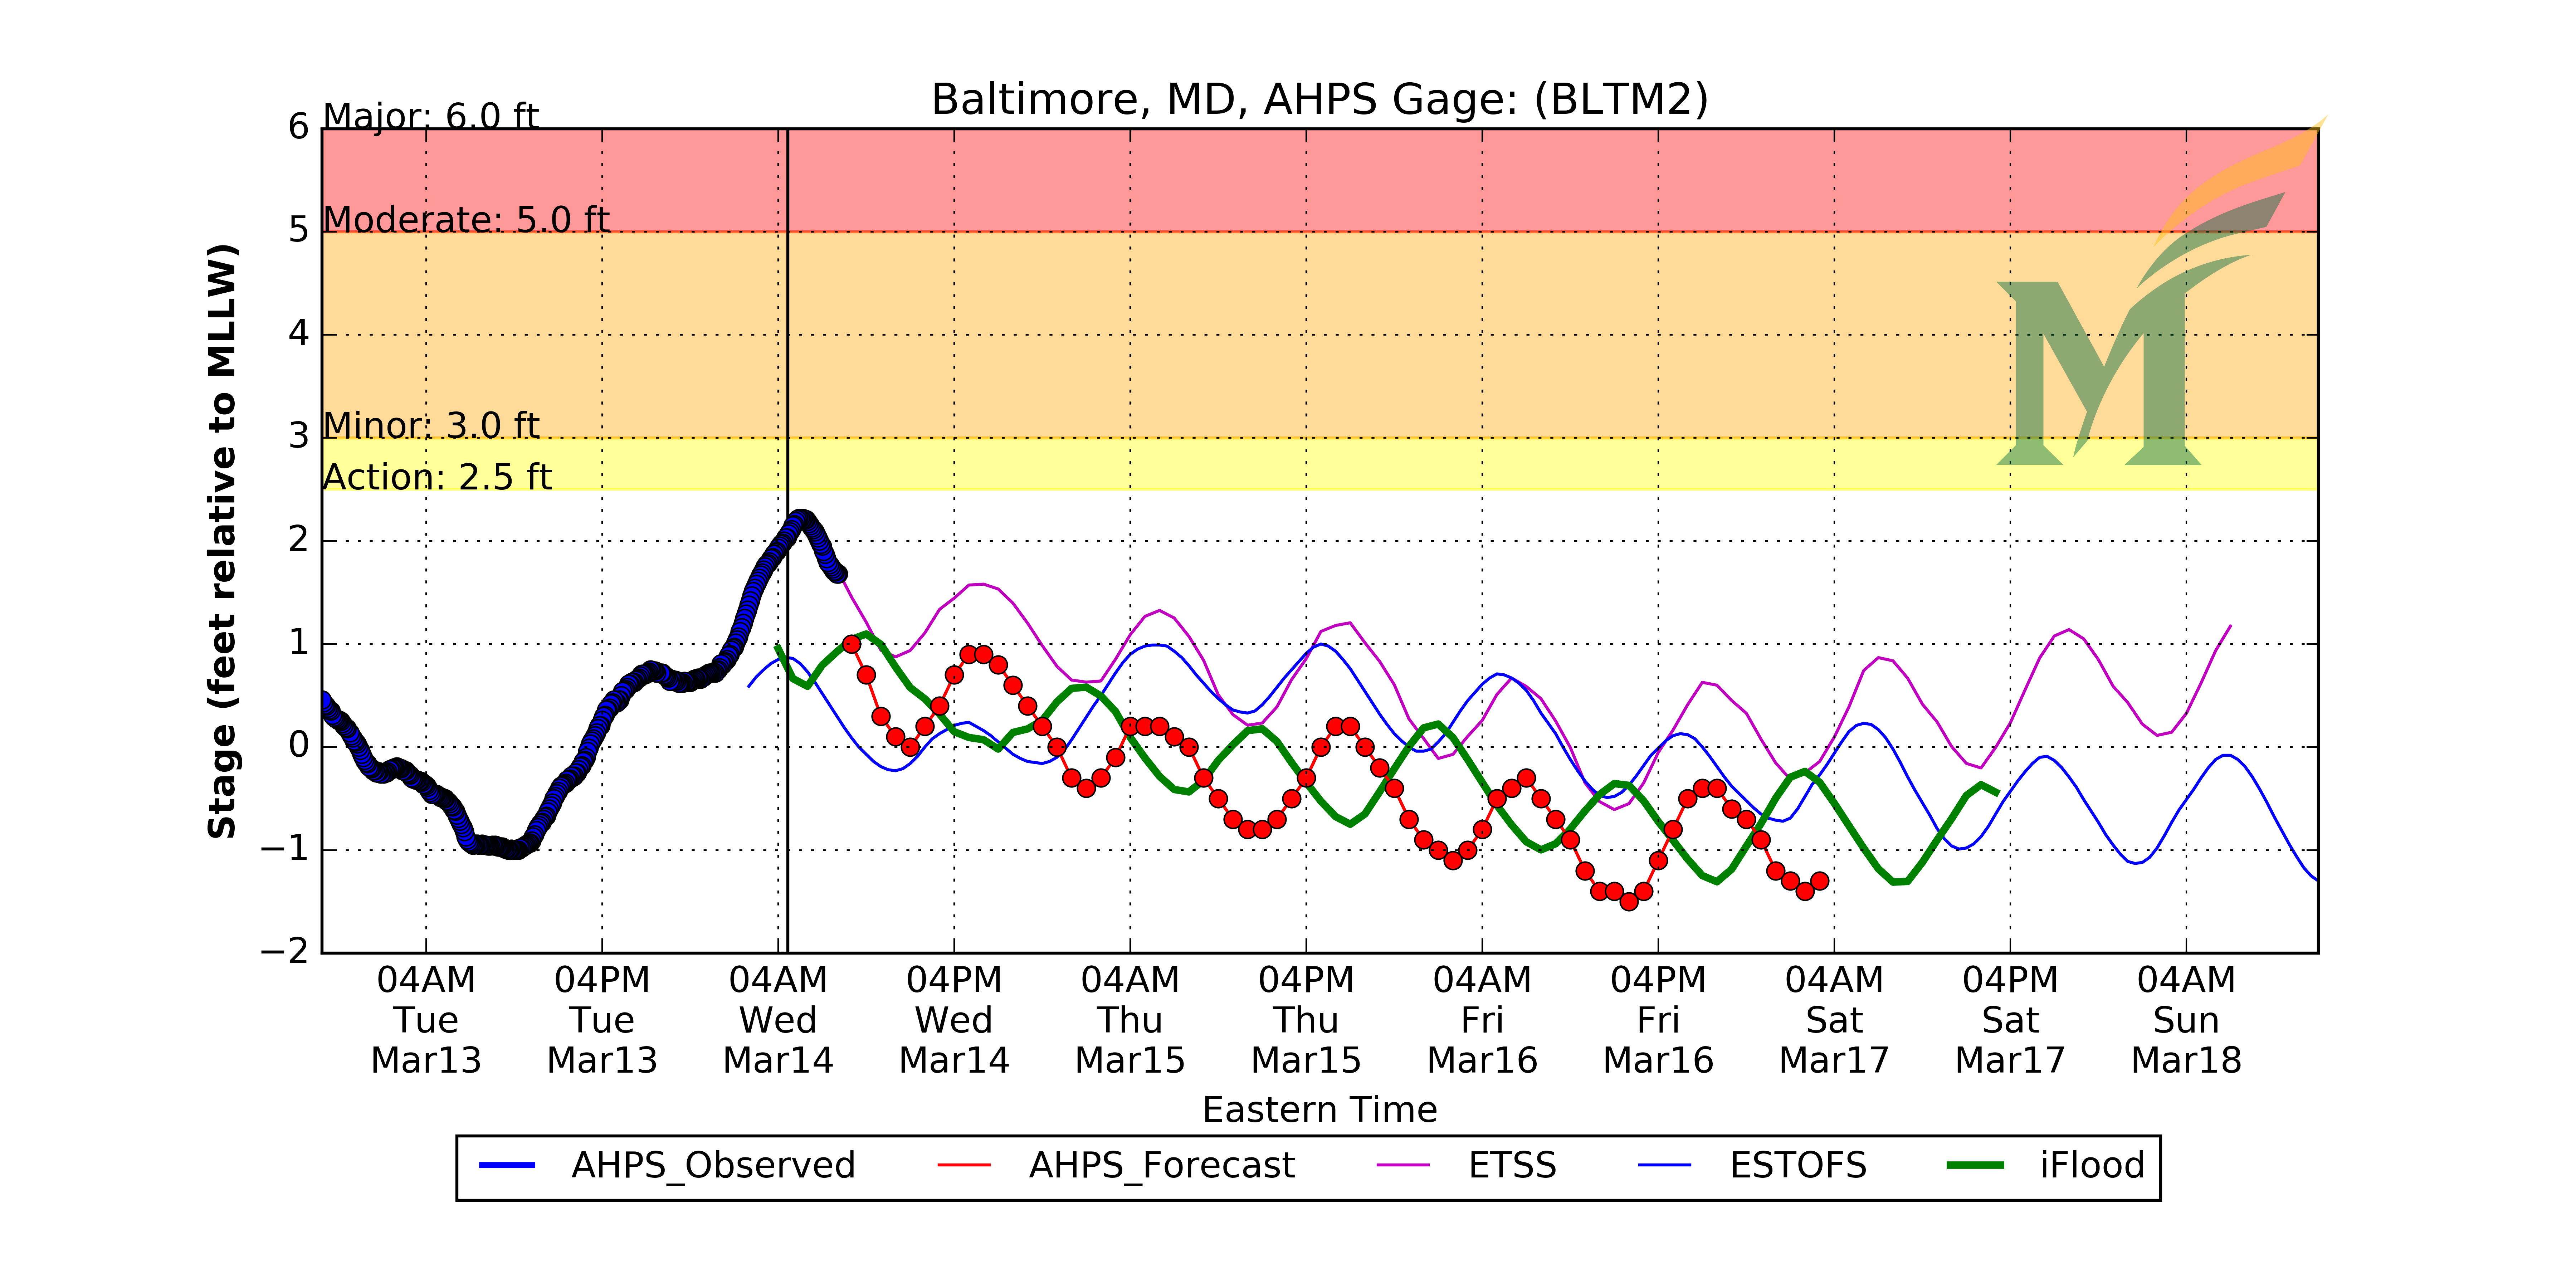 Baltimore, MD, AHPS Gage: (BLTM2)
Major: 6.0 ft
Moderate: 5.0 ft
Minor: 3.0 ft
Action: 2.5 ft
Stage (feet relative to MLLW)
6
5
4
3
2
1
0
−1
−2
04AM 04PM 04AM 04PM 04AM 04PM 04AM 04PM 04AM 04PM 04AM
Tue Tue Wed Wed Thu Thu Fri Fri Sat Sat Sun
Mar13 Mar13 Mar14 Mar14 Mar15 Mar15 Mar16 Mar16 Mar17 Mar17 Mar18
Eastern Time
AHPS_Observed AHPS_Forecast ETSS ESTOFS iFlood
M